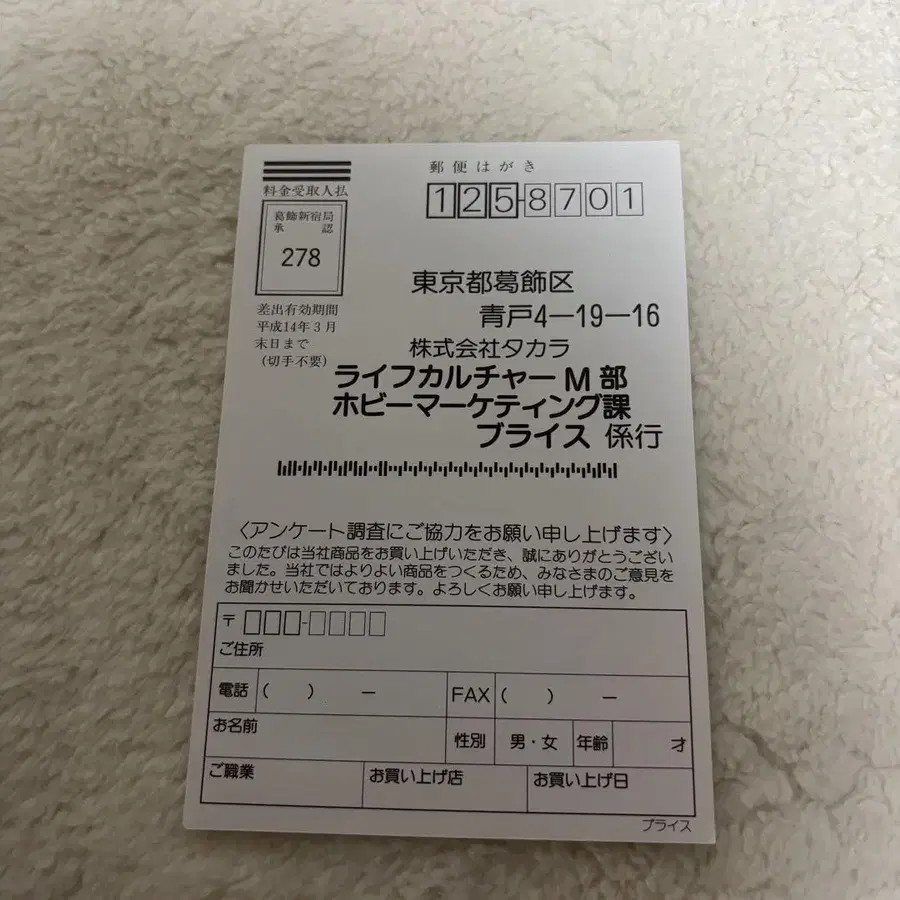 郵便はがき
料金受取人払
125-8701
葛飾新宿局
承認
278
差出有効期間
平成14年3月
末日まで
(切手不要)
東京都葛飾区
青戸4ー19ー16
株式会社タカラ
ライフカルチャーM部
ホビーマーケティング課
ブライス 係行
〈アンケート調査にご協力をお願い申し上げます〉
このたびは当社商品をお買い上げいただき、誠にありがとうござい
ました。当社ではよりよい商品をつくるため、みなさまのご意見を
お聞かせいただいております。よろしくお願い申し上げます。
〒
ご住所
電話 ( ) ー FAX ( ) ー
お名前 性別 男・女 年齢 才
ご職業 お買い上げ店 お買い上げ日
ブライス